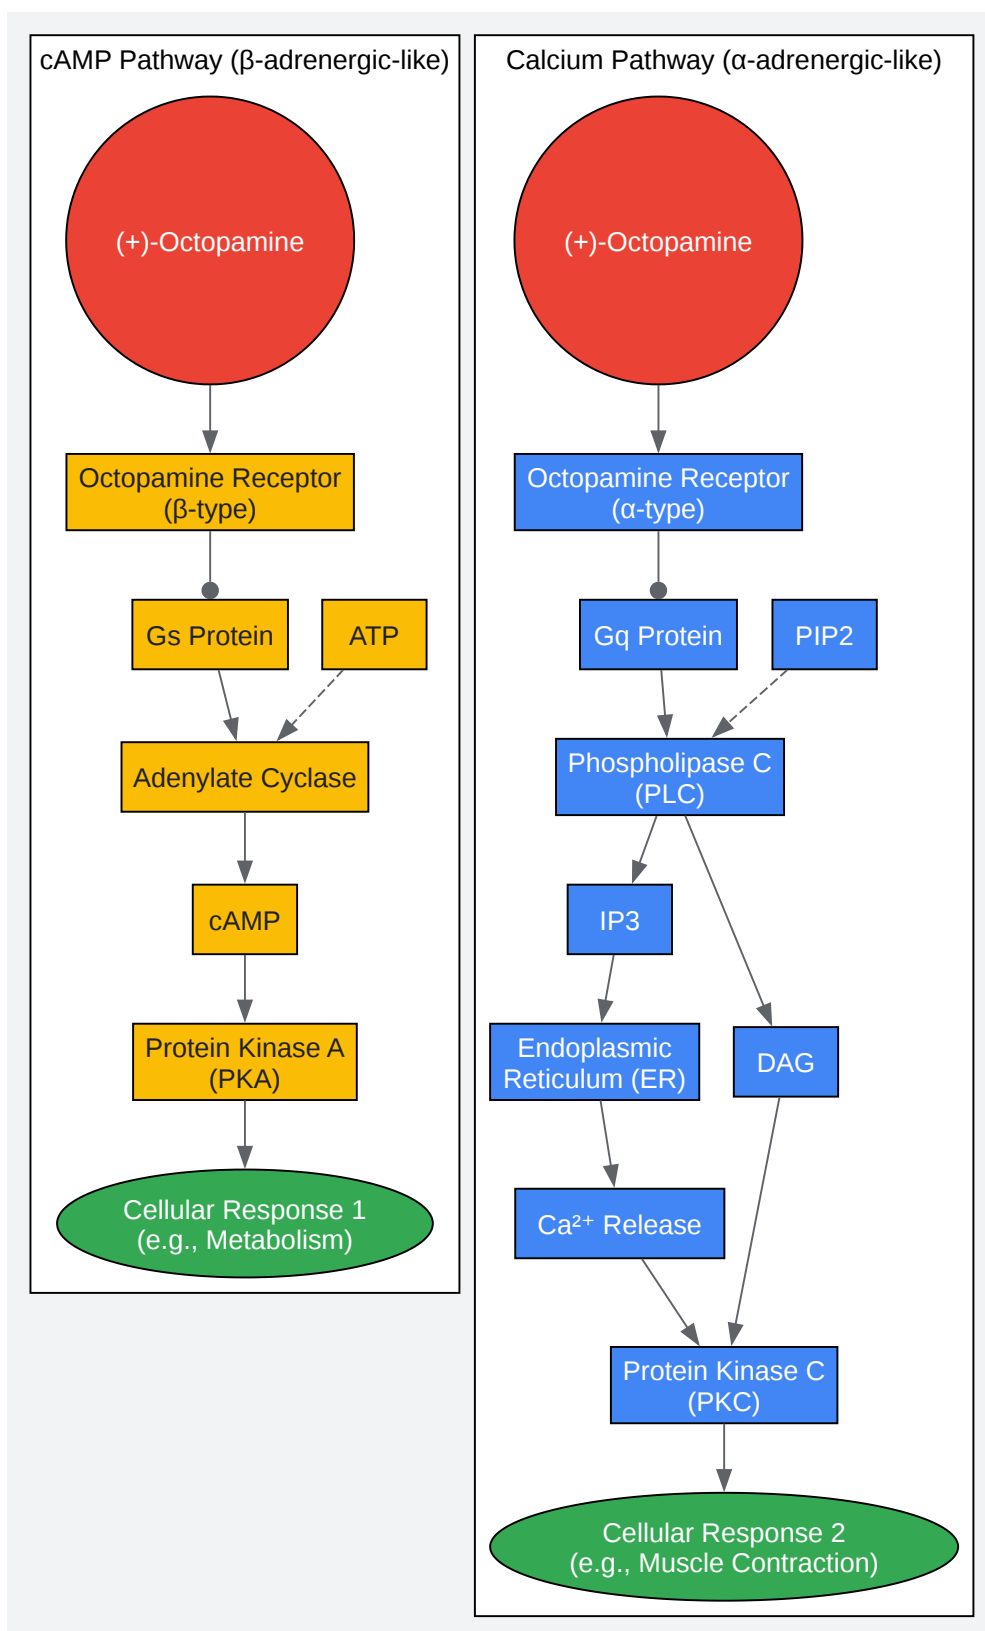 cAMP Pathway (β-adrenergic-like)
(+)-Octopamine
Octopamine Receptor
(β-type)
Gs Protein
ATP
Adenylate Cyclase
cAMP
Protein Kinase A
(PKA)
Cellular Response 1
(e.g., Metabolism)
Calcium Pathway (α-adrenergic-like)
(+)-Octopamine
Octopamine Receptor
(α-type)
Gq Protein
PIP2
Phospholipase C
(PLC)
IP3
Endoplasmic
Reticulum (ER)
DAG
Ca²⁺ Release
Protein Kinase C
(PKC)
Cellular Response 2
(e.g., Muscle Contraction)